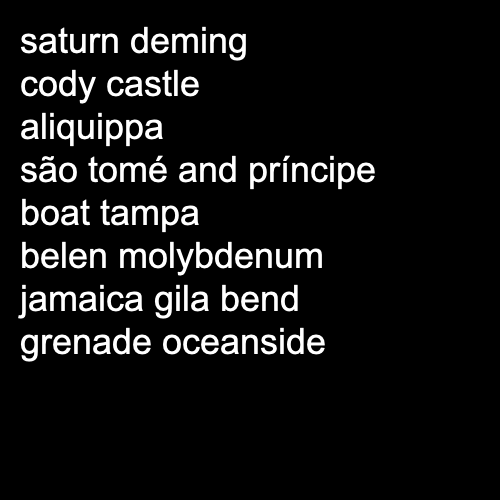 saturn deming
cody castle
aliquippa
são tomé and príncipe
boat tampa
belen molybdenum
jamaica gila bend
grenade oceanside